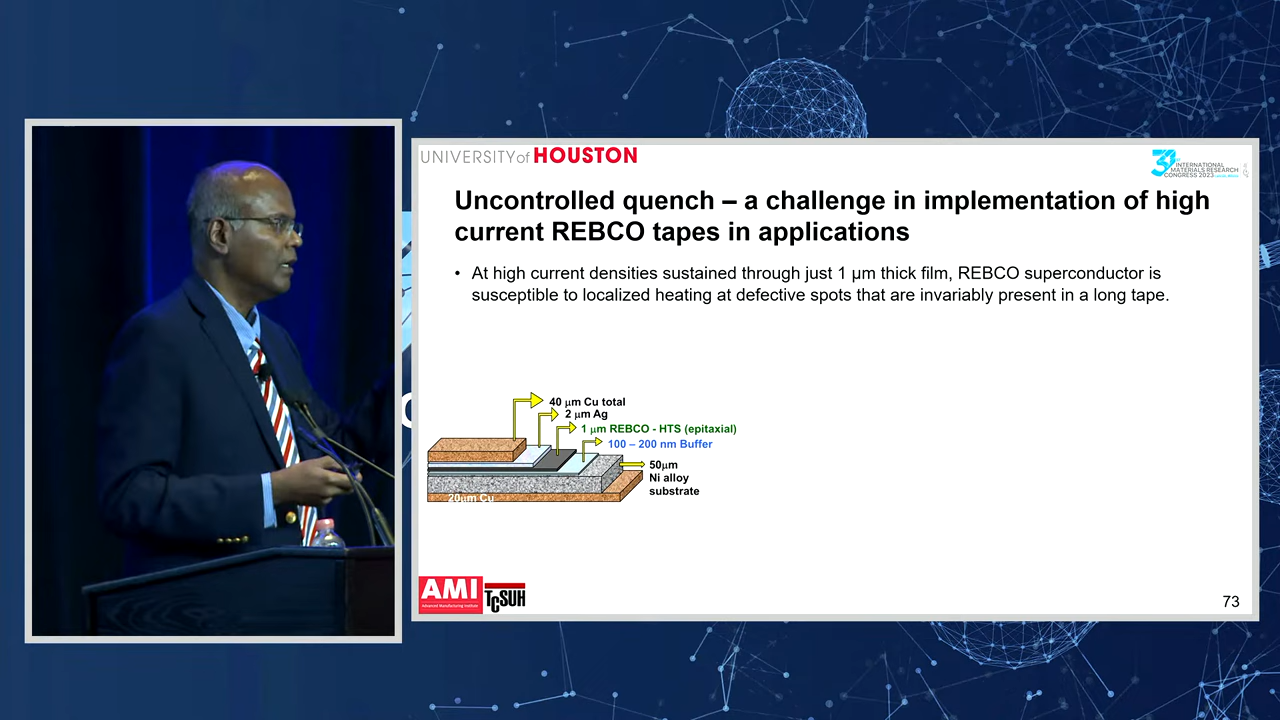 UNIVERSITYof HOUSTON
INTERNATIONAL
MATERIALS RESEARCH
CONGRESS 2023
Uncontrolled quench – a challenge in implementation of high
current REBCO tapes in applications
• At high current densities sustained through just 1 µm thick film, REBCO superconductor is
susceptible to localized heating at defective spots that are invariably present in a long tape.
40 µm Cu total
2 µm Ag
1 µm REBCO - HTS (epitaxial)
100 – 200 nm Buffer
50µm
Ni alloy
substrate
20µm Cu
AMI
Advanced Manufacturing Institute
TCSUH
73